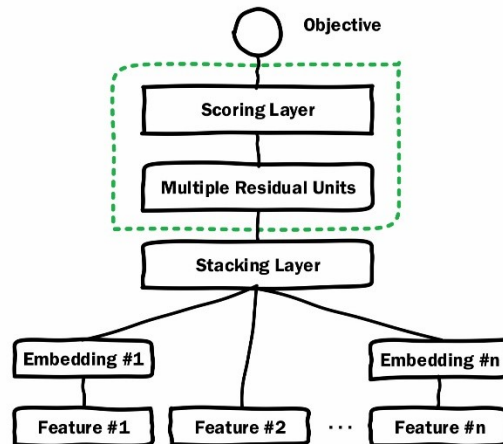 Objective
Scoring Layer
Multiple Residual Units
Stacking Layer
Embedding #1
Embedding #n
Feature #1
Feature #2
...
Feature #n